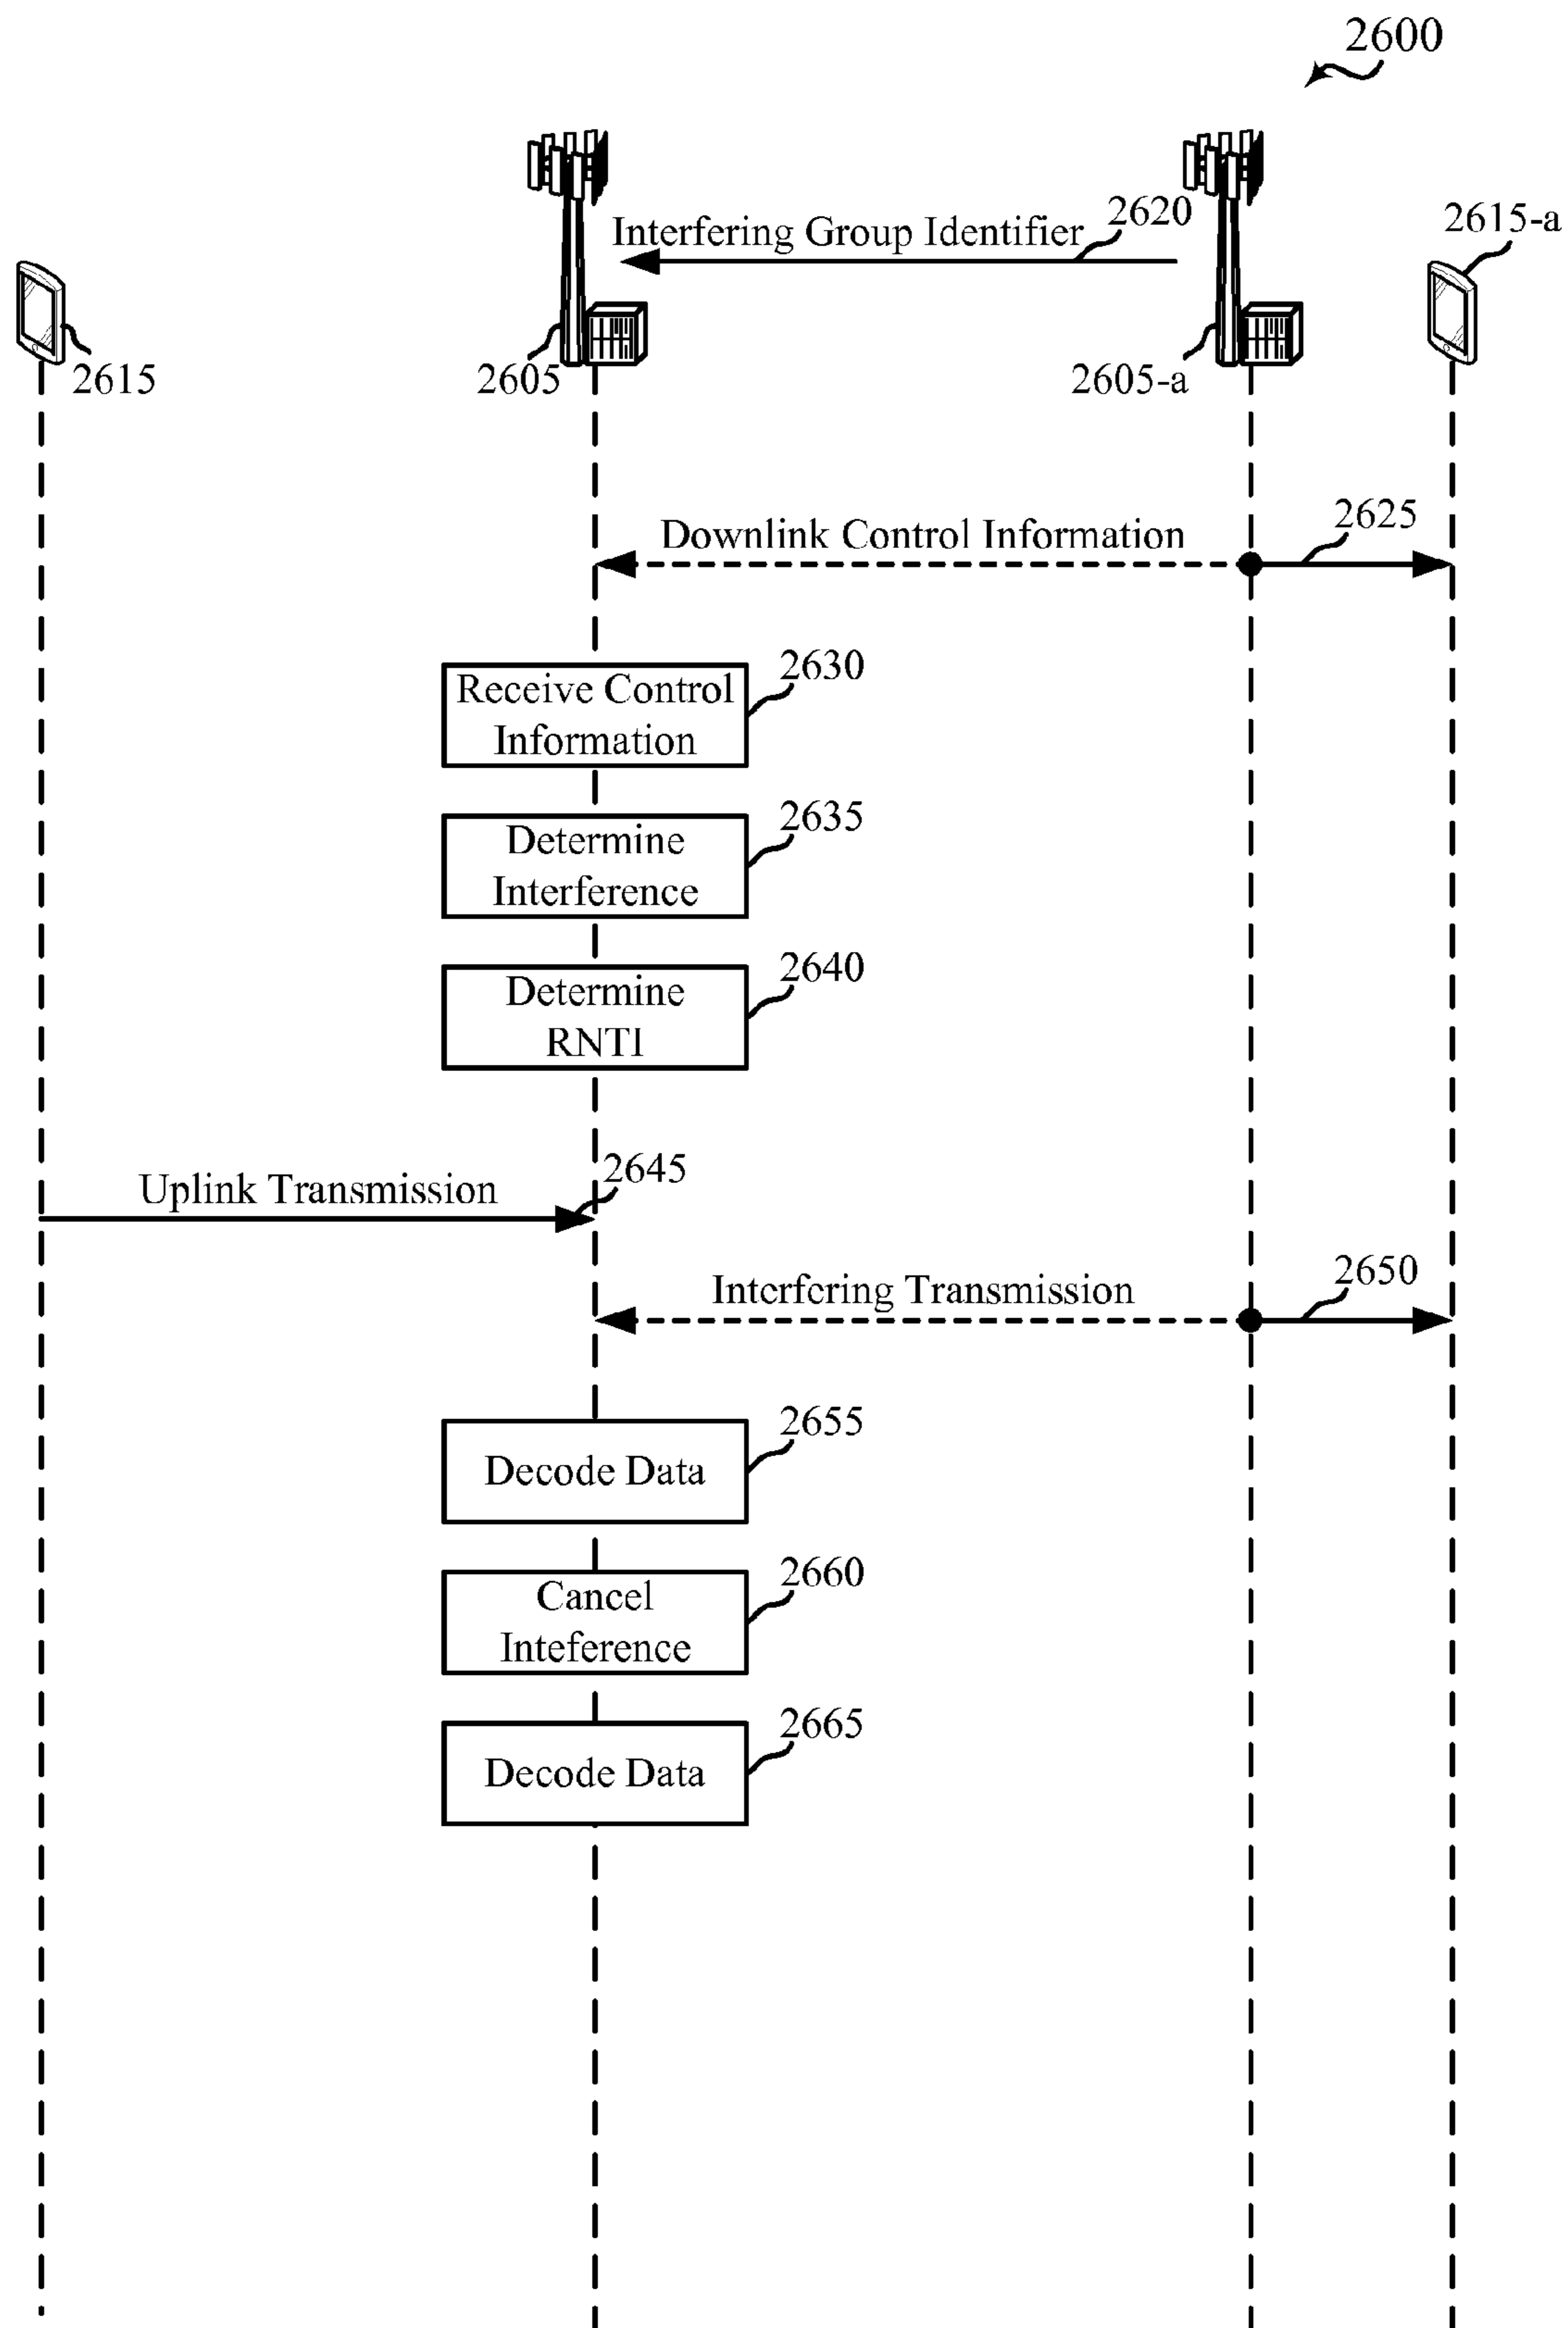 2600
Interfering Group Identifier
2620
2615-a
2615
2605
2605-a
Downlink Control Information
2625
Receive Control
Information
2630
Determine
Interference
2635
Determine
RNTI
2640
Uplink Transmission
2645
Interfering Transmission
2650
Decode Data
2655
Cancel
Inteference
2660
Decode Data
2665